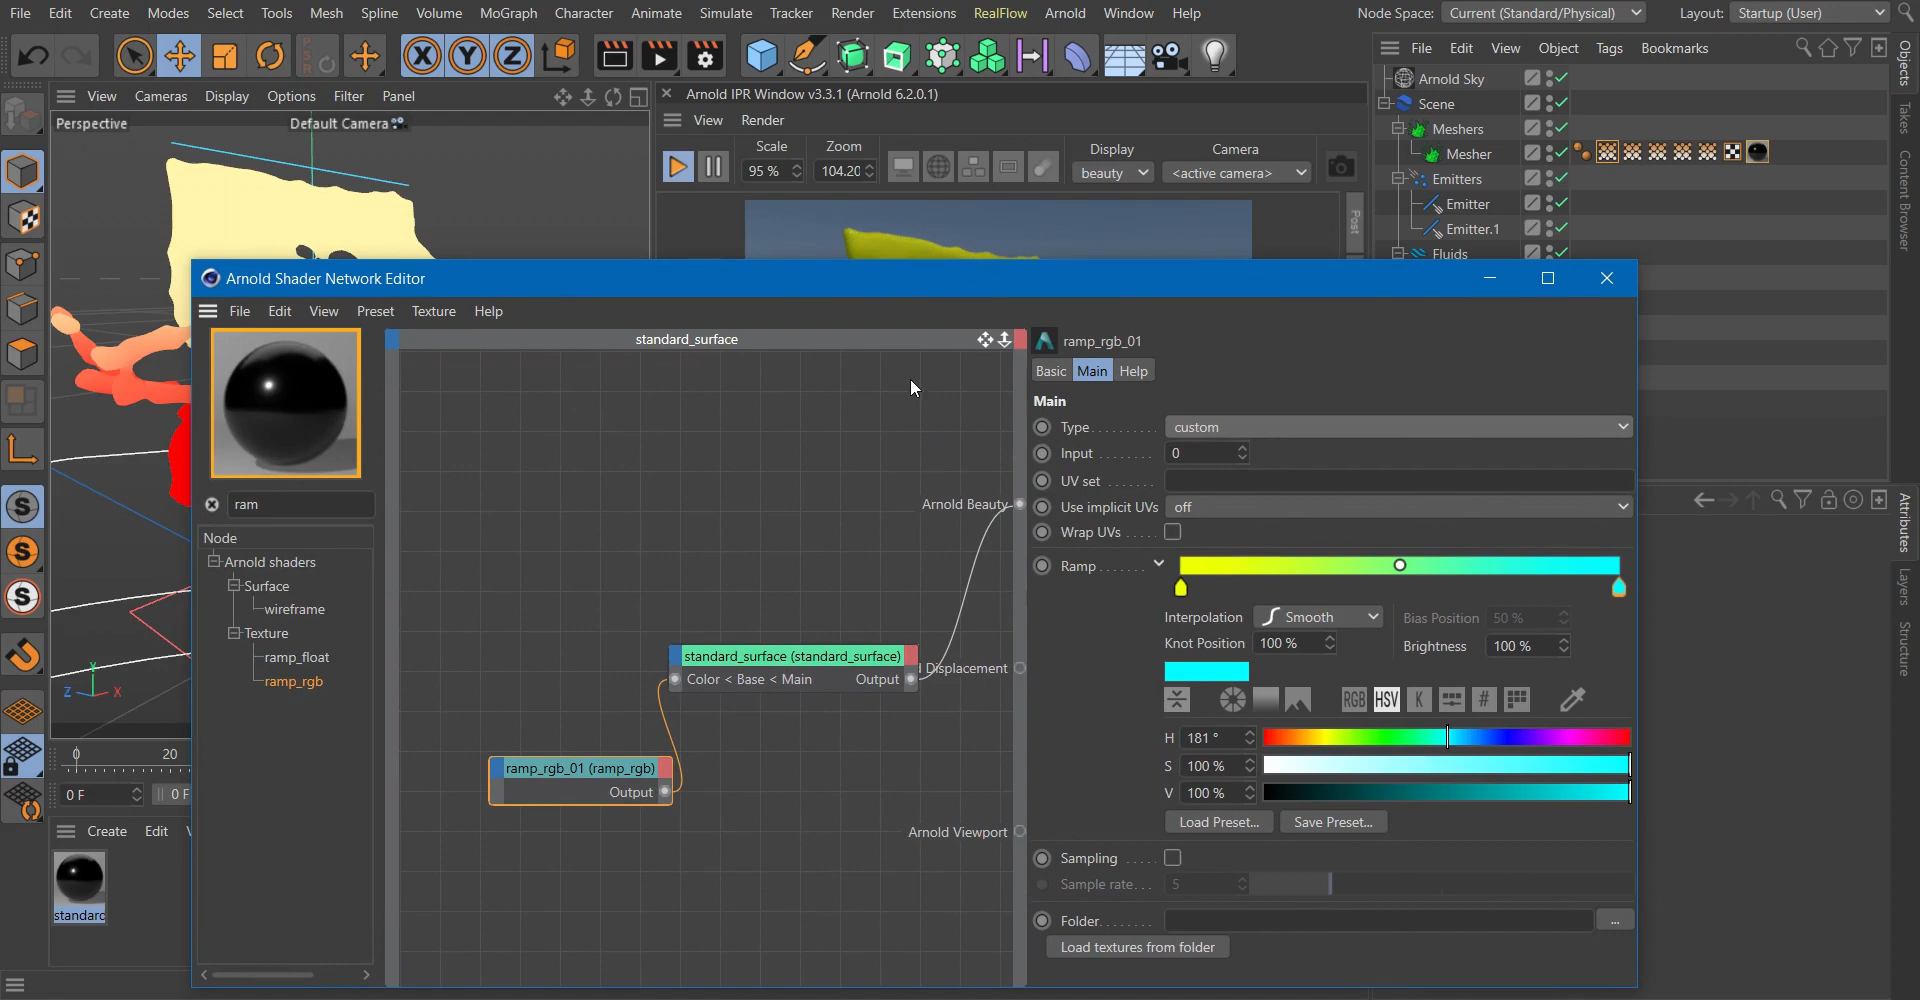 File Edit Create Modes Select Tools Mesh Spline Volume MoGraph Character Animate Simulate Tracker Render Extensions RealFlow Arnold Window Help Node Space: Current (Standard/Physical) Layout: Startup (User)
X Y Z
File Edit View Object Tags Bookmarks
Objects
Takes
Content Browser
View Cameras Display Options Filter Panel
Perspective Default Camera
Arnold IPR Window v3.3.1 (Arnold 6.2.0.1)
View Render
Scale Zoom Display Camera
95 % 104.20 beauty <active camera>
Post
Arnold Sky
Scene
Meshers
Mesher
Emitters
Emitter
Emitter.1
Fluids
Arnold Shader Network Editor
File Edit View Preset Texture Help
standard_surface
ram
Node
Arnold shaders
Surface
wireframe
Texture
ramp_float
ramp_rgb
Arnold Beauty
standard_surface (standard_surface)
Color < Base < Main Output
Displacement
ramp_rgb_01 (ramp_rgb)
Output
Arnold Viewport
ramp_rgb_01
Basic Main Help
Main
Type custom
Input 0
UV set
Use implicit UVs off
Wrap UVs
Ramp
Interpolation Smooth Bias Position 50 %
Knot Position 100 % Brightness 100 %
RGB HSV K #
H 181 °
S 100 %
V 100 %
Load Preset... Save Preset...
Sampling
Sample rate 5
Folder ...
Load textures from folder
Attributes
Layers
Structure
Y
Z X
0 20
0 F 0 F
Create Edit
standard